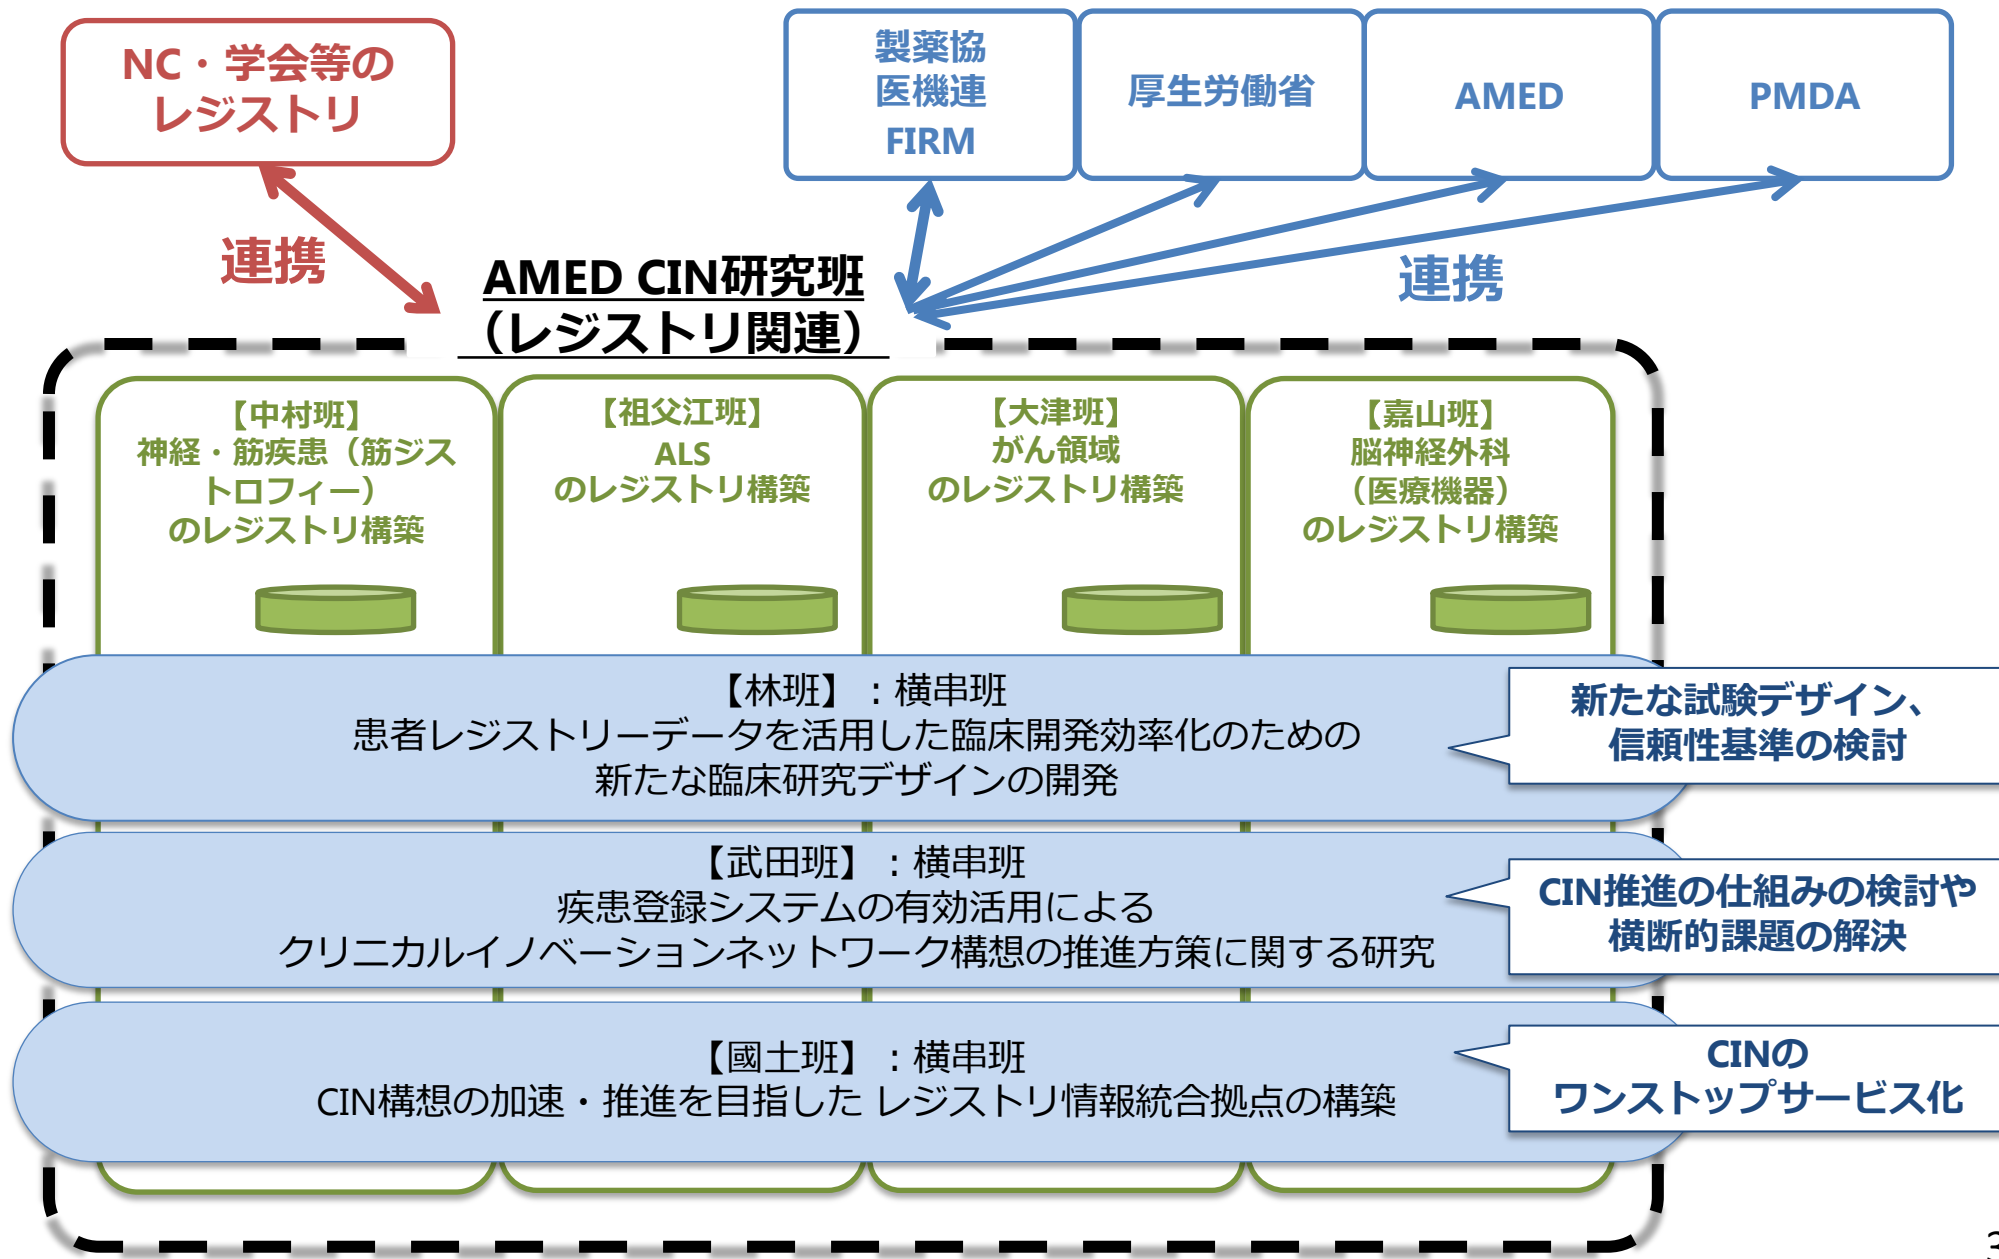 NC・学会等の
レジストリ
製薬協
医機連
FIRM
厚生労働省
AMED
PMDA
連携
連携
AMED CIN研究班
（レジストリ関連）
【中村班】
神経・筋疾患（筋ジス
トロフィー）
のレジストリ構築
【祖父江班】
ALS
のレジストリ構築
【大津班】
がん領域
のレジストリ構築
【嘉山班】
脳神経外科
（医療機器）
のレジストリ構築
【林班】：横串班
患者レジストリーデータを活用した臨床開発効率化のための
新たな臨床研究デザインの開発
新たな試験デザイン、
信頼性基準の検討
【武田班】：横串班
疾患登録システムの有効活用による
クリニカルイノベーションネットワーク構想の推進方策に関する研究
CIN推進の仕組みの検討や
横断的課題の解決
【國土班】：横串班
CIN構想の加速・推進を目指した レジストリ情報統合拠点の構築
CINの
ワンストップサービス化